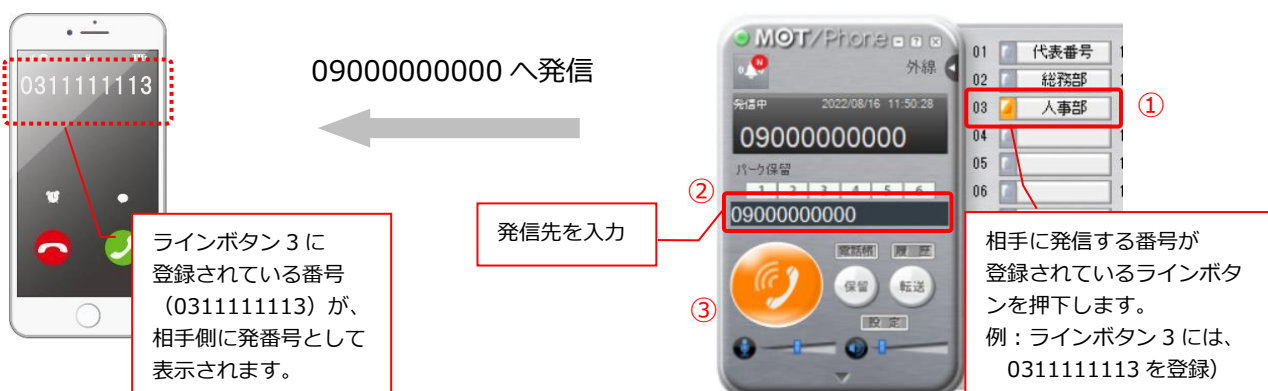 0311111113
09000000000 へ発信
ラインボタン 3 に
登録されている番号
（0311111113）が、
相手側に発番号として
表示されます。
発信先を入力
MOT/Phone
N
外線
発信中 2022/08/16 11:50:28
09000000000
パーク保留
1 2 3 4 5 6
②
09000000000
電話帳 履歴
保留 転送
③
設定
01 代表番号 1
02 総務部 1
03 人事部
①
04 1
05 1
06 1
相手に発信する番号が
登録されているラインボタ
ンを押下します。
例：ラインボタン 3 には、
0311111113 を登録）